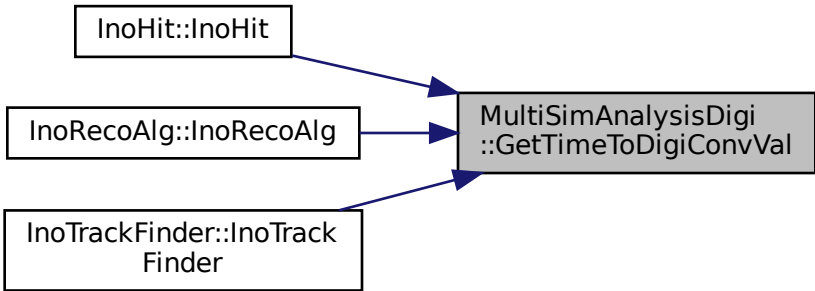 InoHit::InoHit
MultiSimAnalysisDigi
::GetTimeToDigiConvVal
InoRecoAlg::InoRecoAlg
InoTrackFinder::InoTrack
Finder